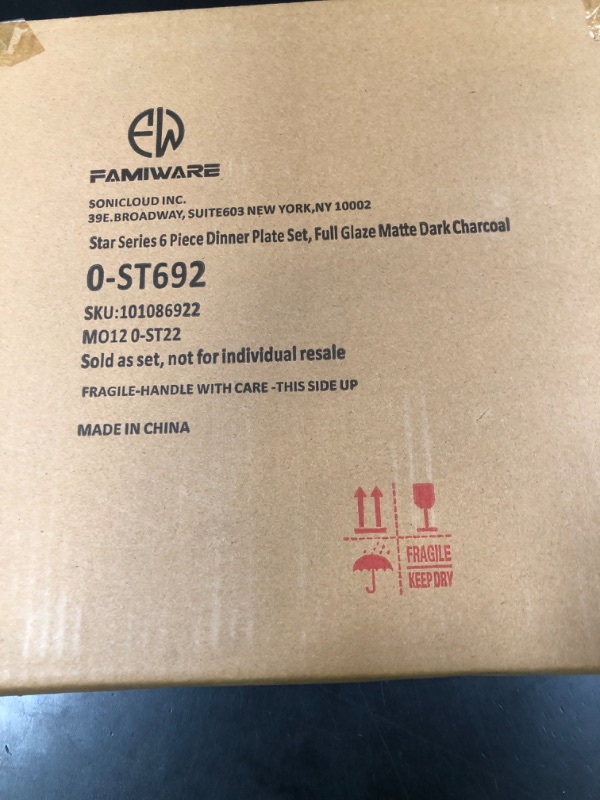 FAMIWARE
SONICLOUD INC.
39E.BROADWAY, SUITE603 NEW YORK,NY 10002
Star Series 6 Piece Dinner Plate Set, Full Glaze Matte Dark Charcoal
0-ST692
SKU:101086922
MO12 0-ST22
Sold as set, not for individual resale
FRAGILE-HANDLE WITH CARE -THIS SIDE UP
MADE IN CHINA
FRAGILE
KEEP DRY